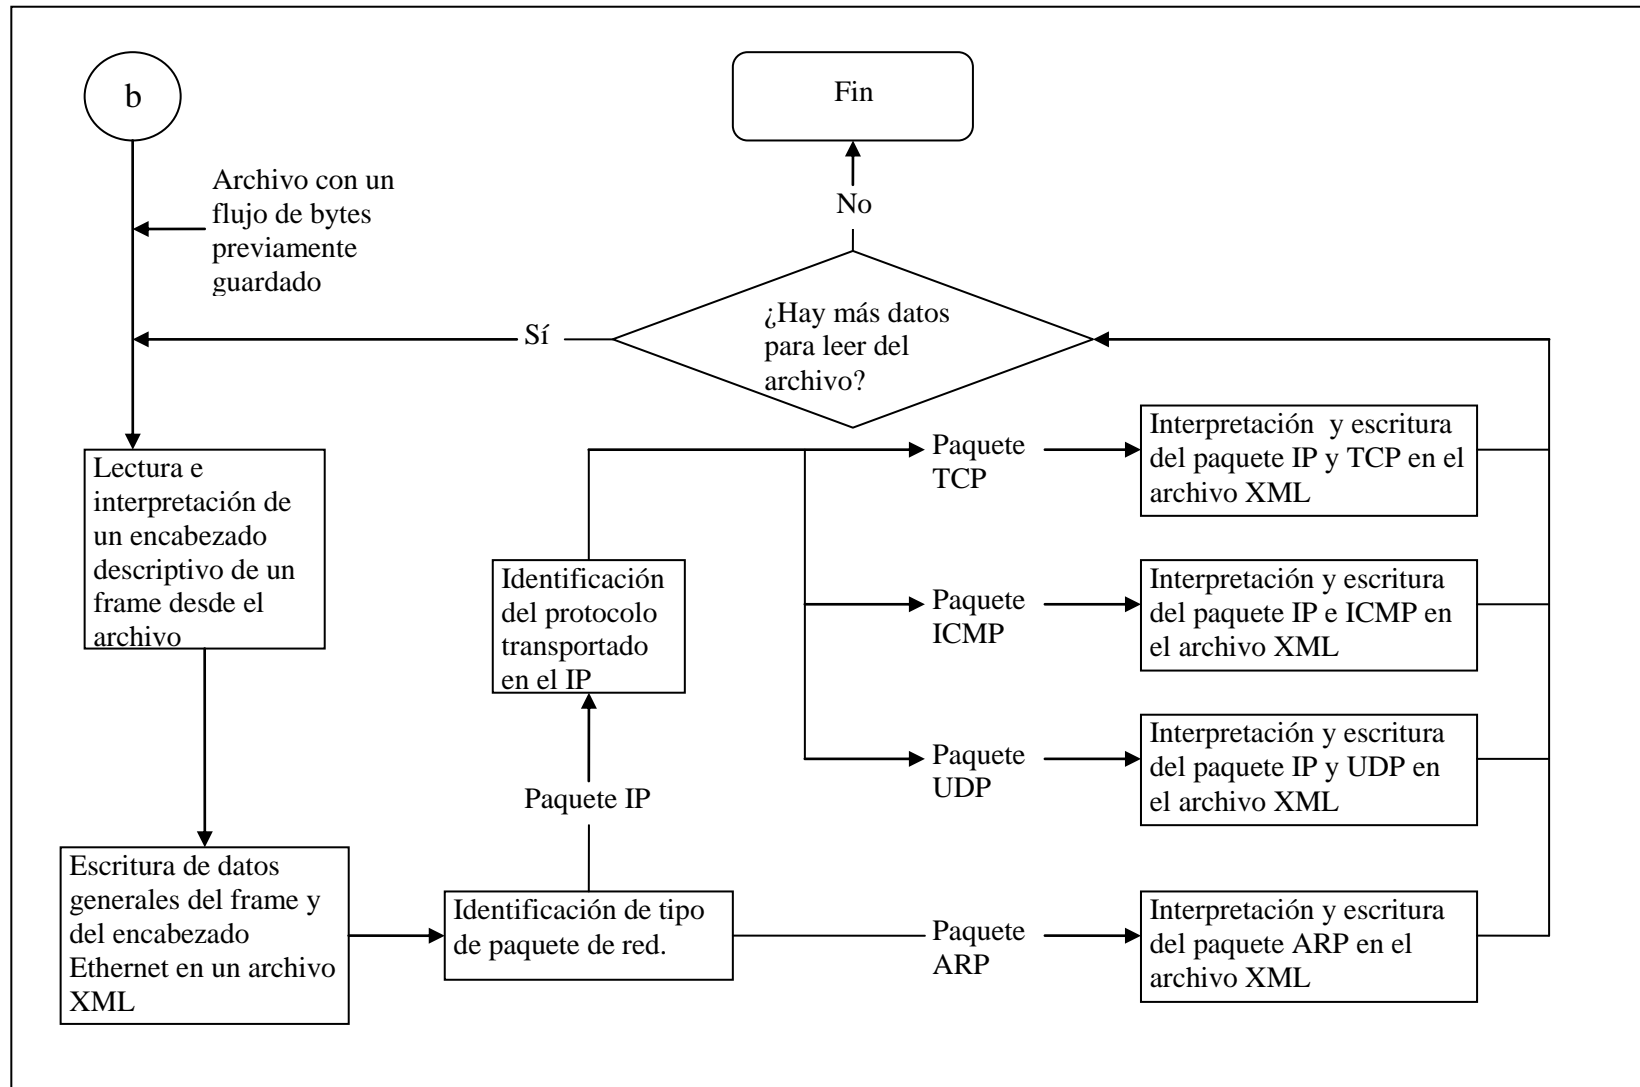 b
Fin
Archivo con un
flujo de bytes
previamente
guardado
No
Sí
¿Hay más datos
para leer del
archivo?
Lectura e
interpretación de
un encabezado
descriptivo de un
frame desde el
archivo
Paquete
TCP
Interpretación y escritura
del paquete IP y TCP en el
archivo XML
Identificación
del protocolo
transportado
en el IP
Paquete
ICMP
Interpretación y escritura
del paquete IP e ICMP en
el archivo XML
Paquete
UDP
Interpretación y escritura
del paquete IP y UDP en
el archivo XML
Paquete IP
Escritura de datos
generales del frame y
del encabezado
Ethernet en un archivo
XML
Identificación de tipo
de paquete de red.
Paquete
ARP
Interpretación y escritura
del paquete ARP en el
archivo XML